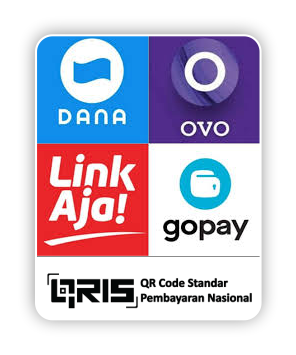 DANA
OVO
Link
Aja!
gopay
QRIS
QR Code Standar
Pembayaran Nasional